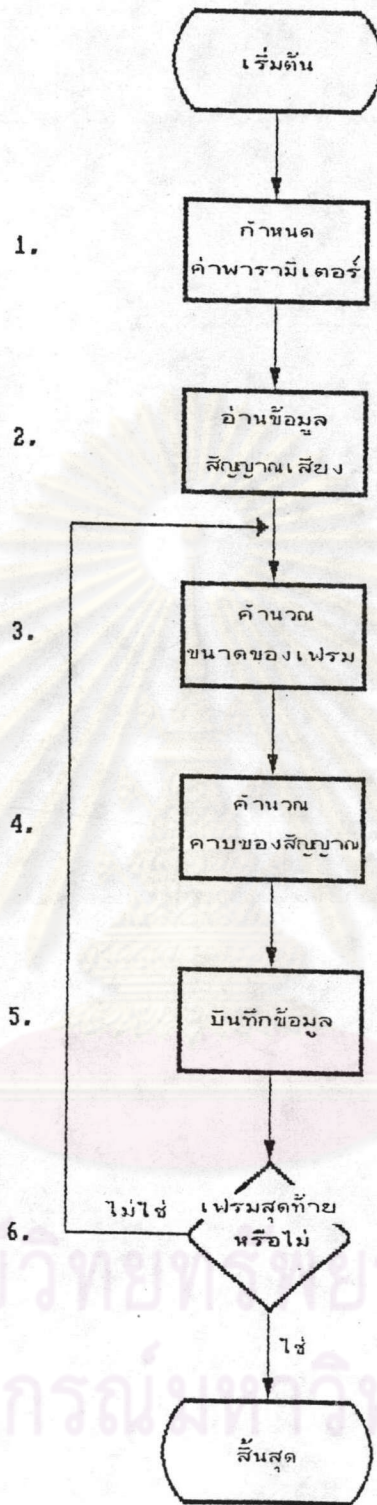 เริ่มต้น
1.
กำหนด
ค่าพารามิเตอร์
2.
อ่านข้อมูล
สัญญาณเสียง
3.
คำนวณ
ขนาดของเฟรม
4.
คำนวณ
คาบของสัญญาณ
5.
บันทึกข้อมูล
6.
ไม่ใช่
เฟรมสุดท้าย
หรือไม่
ใช่
สิ้นสุด